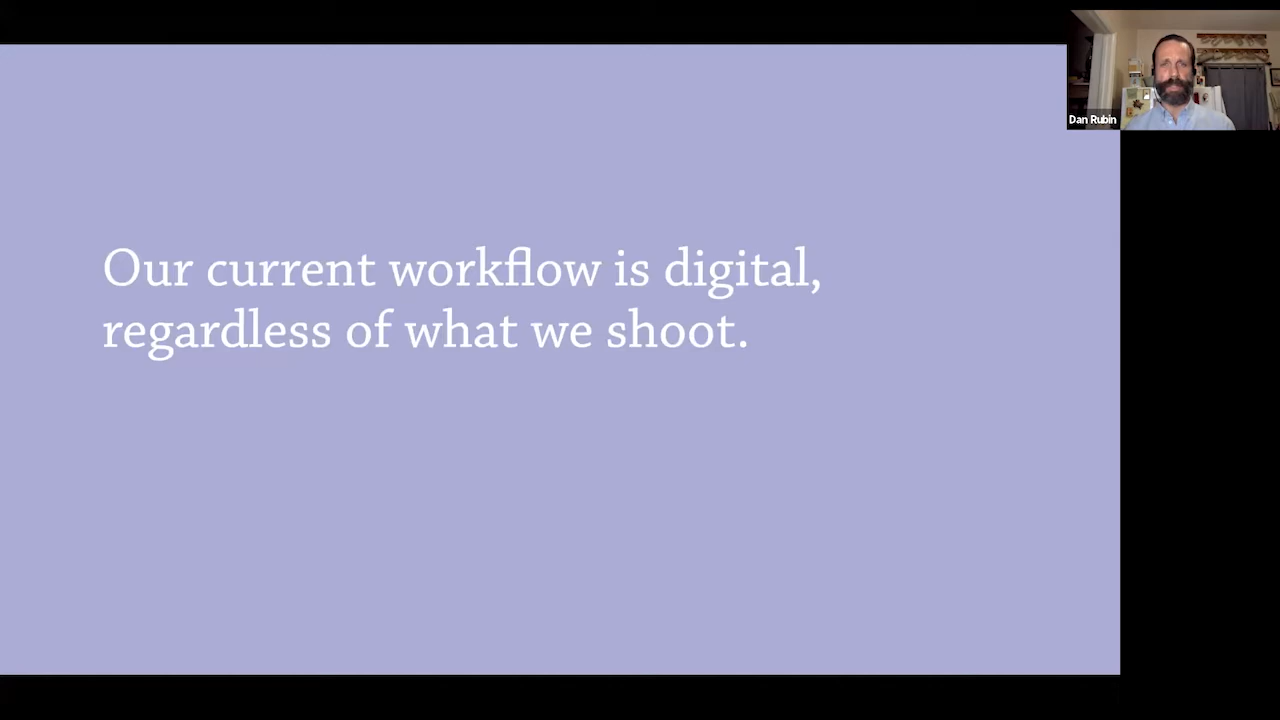 Our current workflow is digital,
regardless of what we shoot.
Dan Rubin